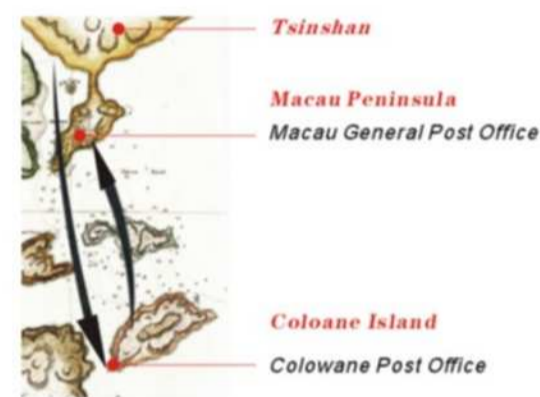 Tsinshan
Macau Peninsula
Macau General Post Office
Coloane Island
Colowane Post Office